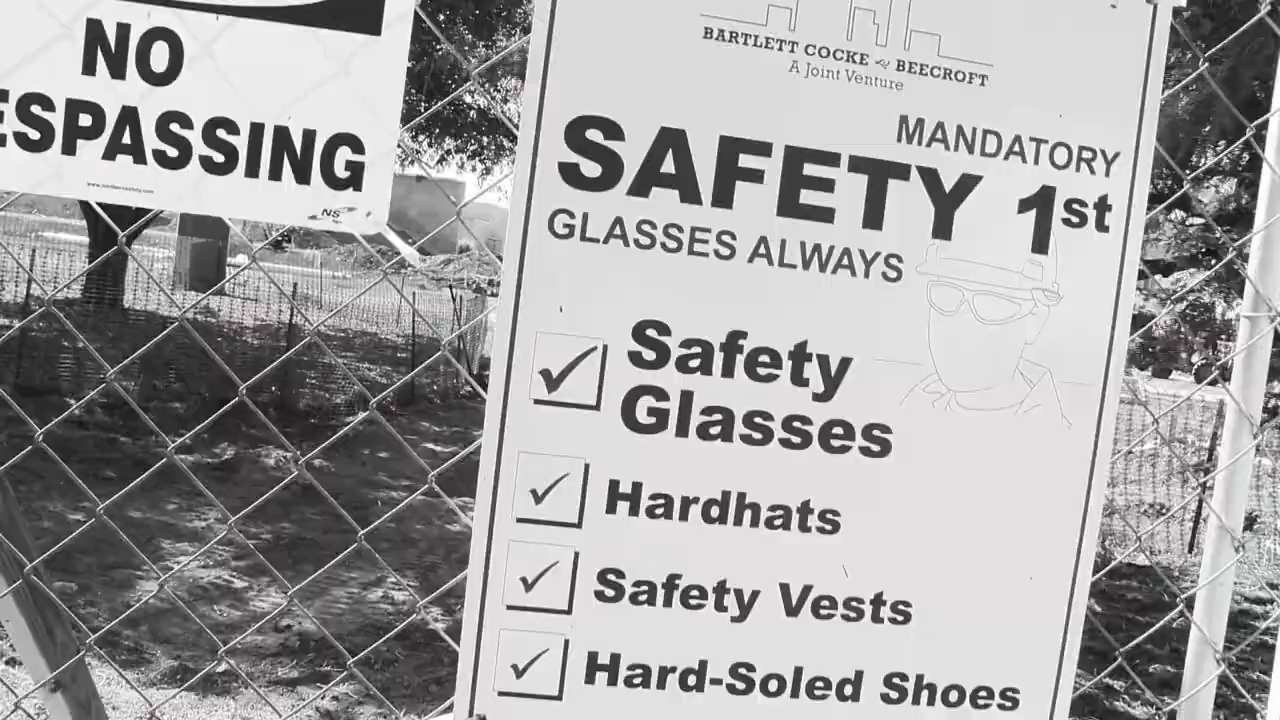 NO
ESPASSING
NS
BARTLETT COCKE
BEECROFT
A Joint Venture
MANDATORY
SAFETY 1st
GLASSES ALWAYS
Safety
Glasses
Hardhats
Safety Vests
Hard-Soled Shoes